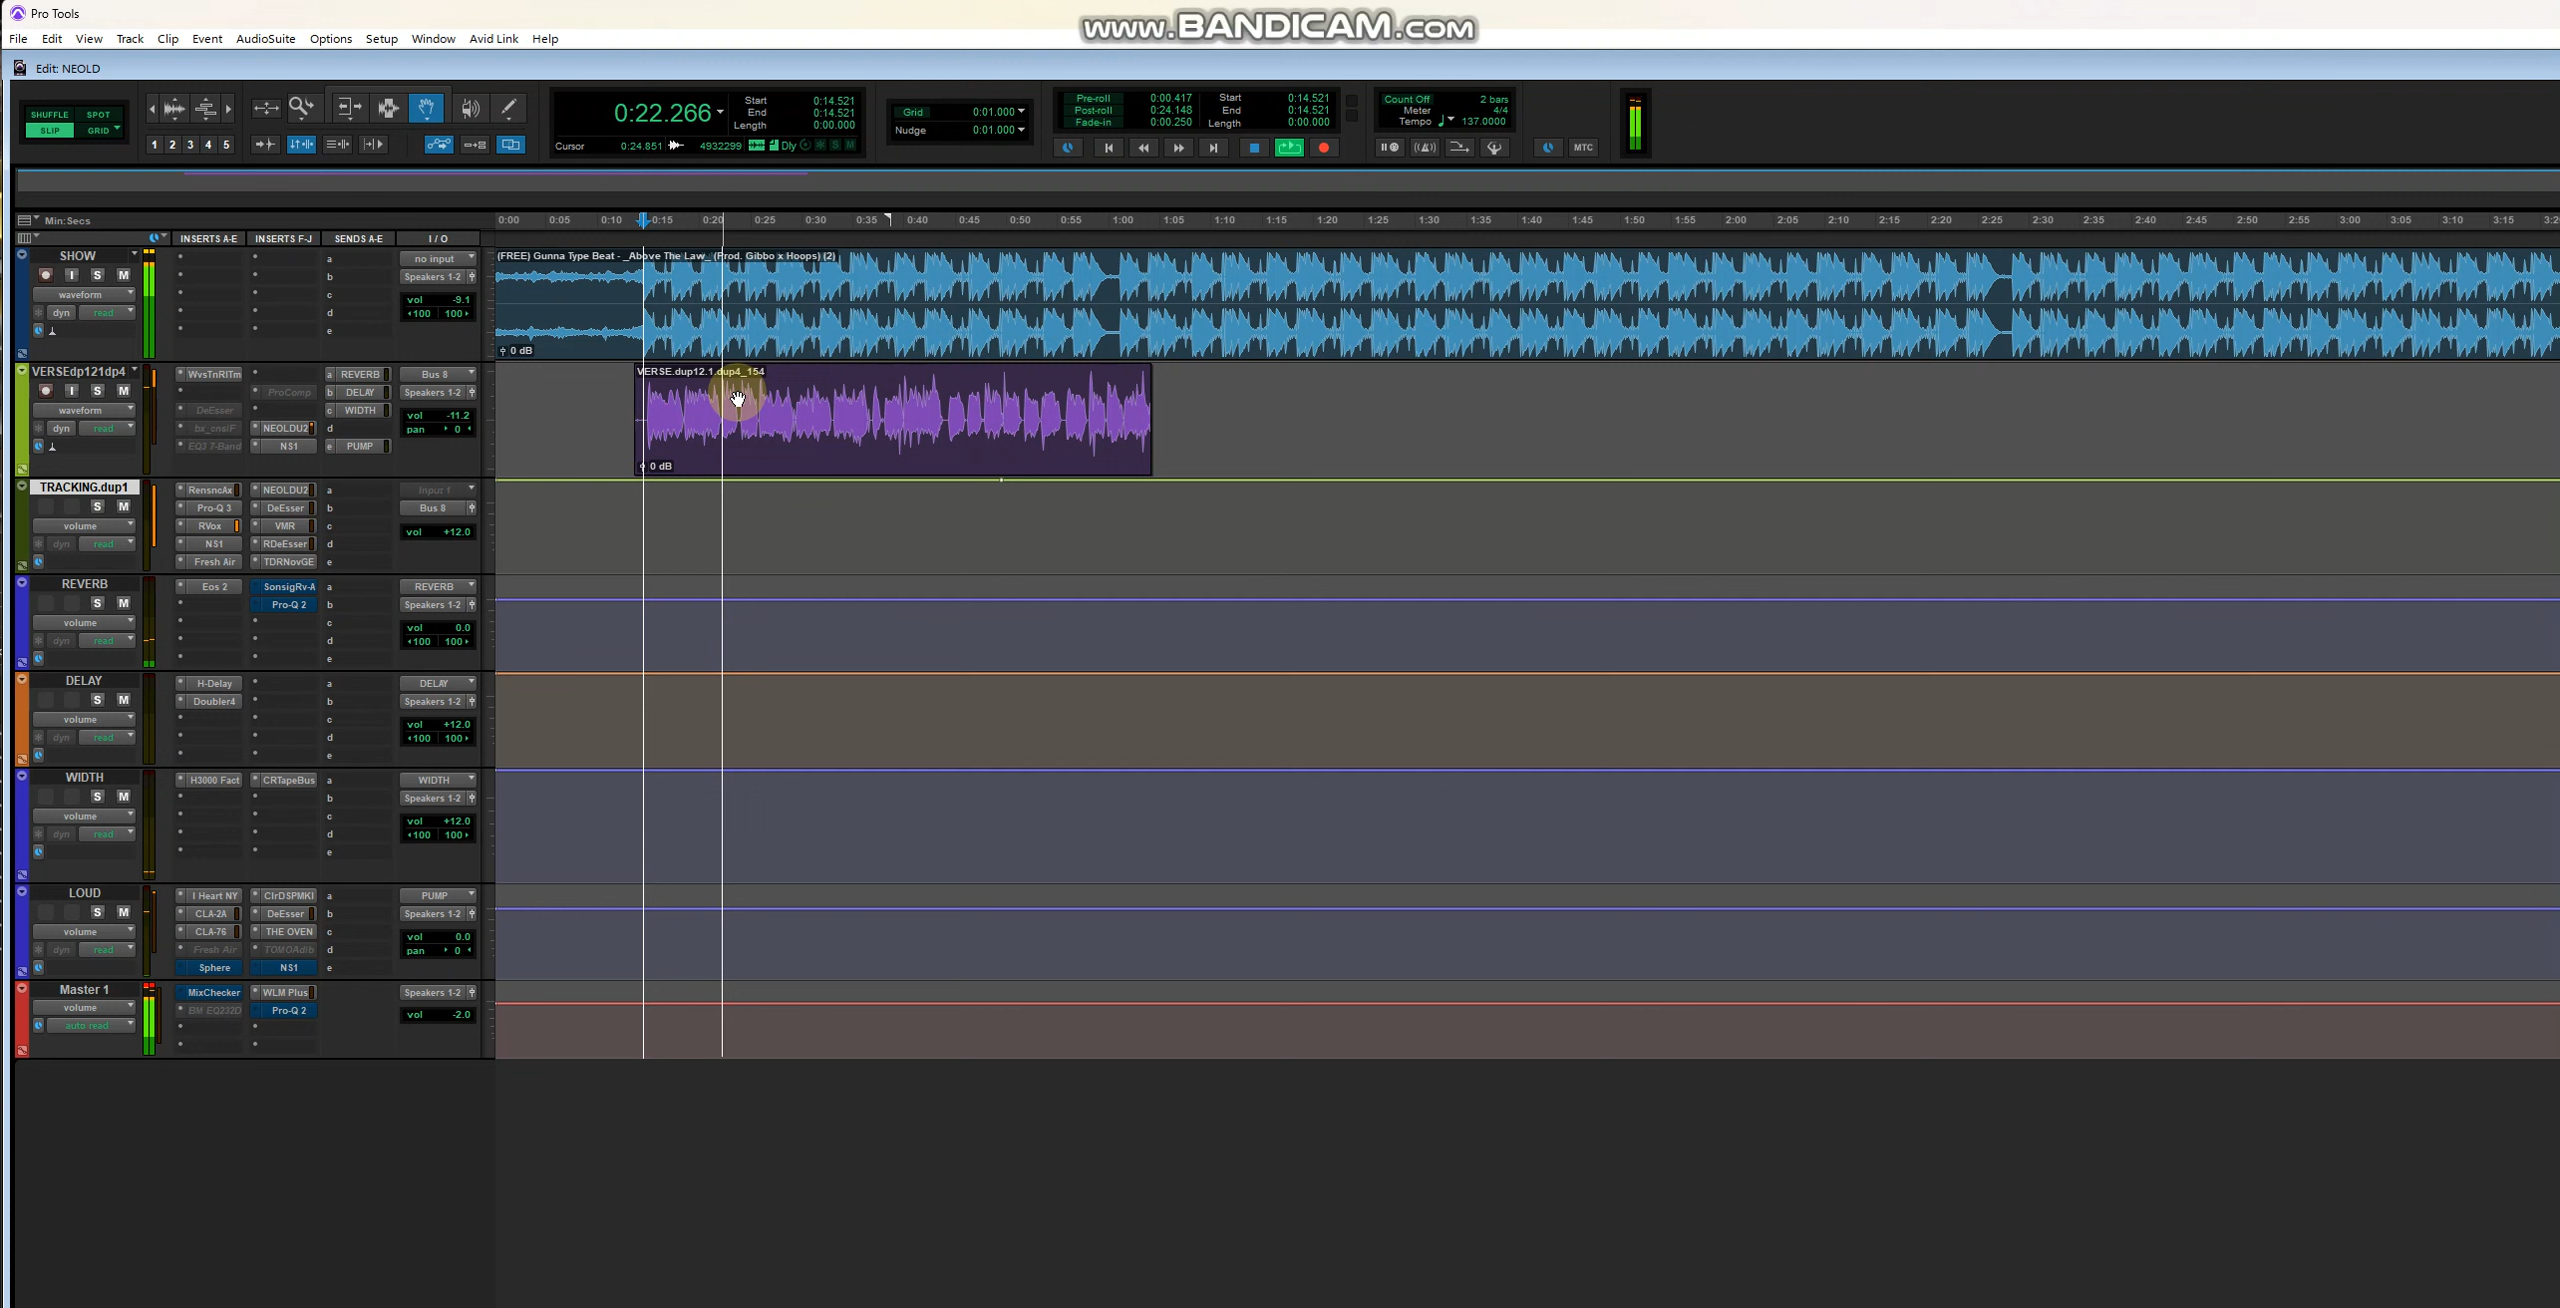 Pro Tools
www.BANDICAM.com
File Edit View Track Clip Event AudioSuite Options Setup Window Avid Link Help
Edit: NEOLD
SHUFFLE SPOT
SLIP GRID
1 2 3 4 5
0:22.266
Start 0:14.521
End 0:14.521
Length 0:00.000
Cursor 0:24.851 4932299 Dly S M
Grid 0:01.000
Nudge 0:01.000
Pre-roll 0:00.417
Post-roll 0:24.148
Fade-in 0:00.250
Start 0:14.521
End 0:14.521
Length 0:00.000
Count Off 2 bars
Meter 4/4
Tempo 137.0000
MTC
Min:Secs
0:00 0:05 0:10 0:15 0:20 0:25 0:30 0:35 0:40 0:45 0:50 0:55 1:00 1:05 1:10 1:15 1:20 1:25 1:30 1:35 1:40 1:45 1:50 1:55 2:00 2:05 2:10 2:15 2:20 2:25 2:30 2:35 2:40 2:45 2:50 2:55 3:00 3:05 3:10 3:15 3:20
INSERTS A-E INSERTS F-J SENDS A-E I / O
SHOW a no input
(FREE) Gunna Type Beat - _Above The Law_ (Prod. Gibbo x Hoops) (2)
I S M b Speakers 1-2
waveform c vol -9.1
dyn read d 100 100
e
0 dB
VERSEdp121dp4 WvsTnRlTm a REVERB Bus 8
VERSE.dup12.1.dup4_154
I S M ProComp b DELAY Speakers 1-2
waveform DeEsser c WIDTH vol -11.2
dyn read bx_cns/F NEOLDU2 d pan 0
EQ3 7-Band NS1 e PUMP
0 dB
TRACKING.dup1 RensncAx NEOLDU2 a Input 1
S M Pro-Q 3 DeEsser b Bus 8
volume RVox VMR c vol +12.0
dyn read NS1 RDeEsser d
Fresh Air TDRNovGE e
REVERB Eos 2 SonsigRv-A a REVERB
S M Pro-Q 2 b Speakers 1-2
volume c vol 0.0
dyn read d 100 100
e
DELAY H-Delay a DELAY
S M Doubler4 b Speakers 1-2
volume c vol +12.0
dyn read d 100 100
e
WIDTH H3000 Fact CRTapeBus a WIDTH
S M b Speakers 1-2
volume c vol +12.0
dyn read d 100 100
e
LOUD I Heart NY ClrDSPMKl a PUMP
S M CLA-2A DeEsser b Speakers 1-2
volume CLA-76 THE OVEN c vol 0.0
dyn read Fresh Air TOMOAdlb d pan 0
Sphere NS1 e
Master 1 MixChecker WLM Plus Speakers 1-2
volume BM EQ232D Pro-Q 2 vol -2.0
auto read